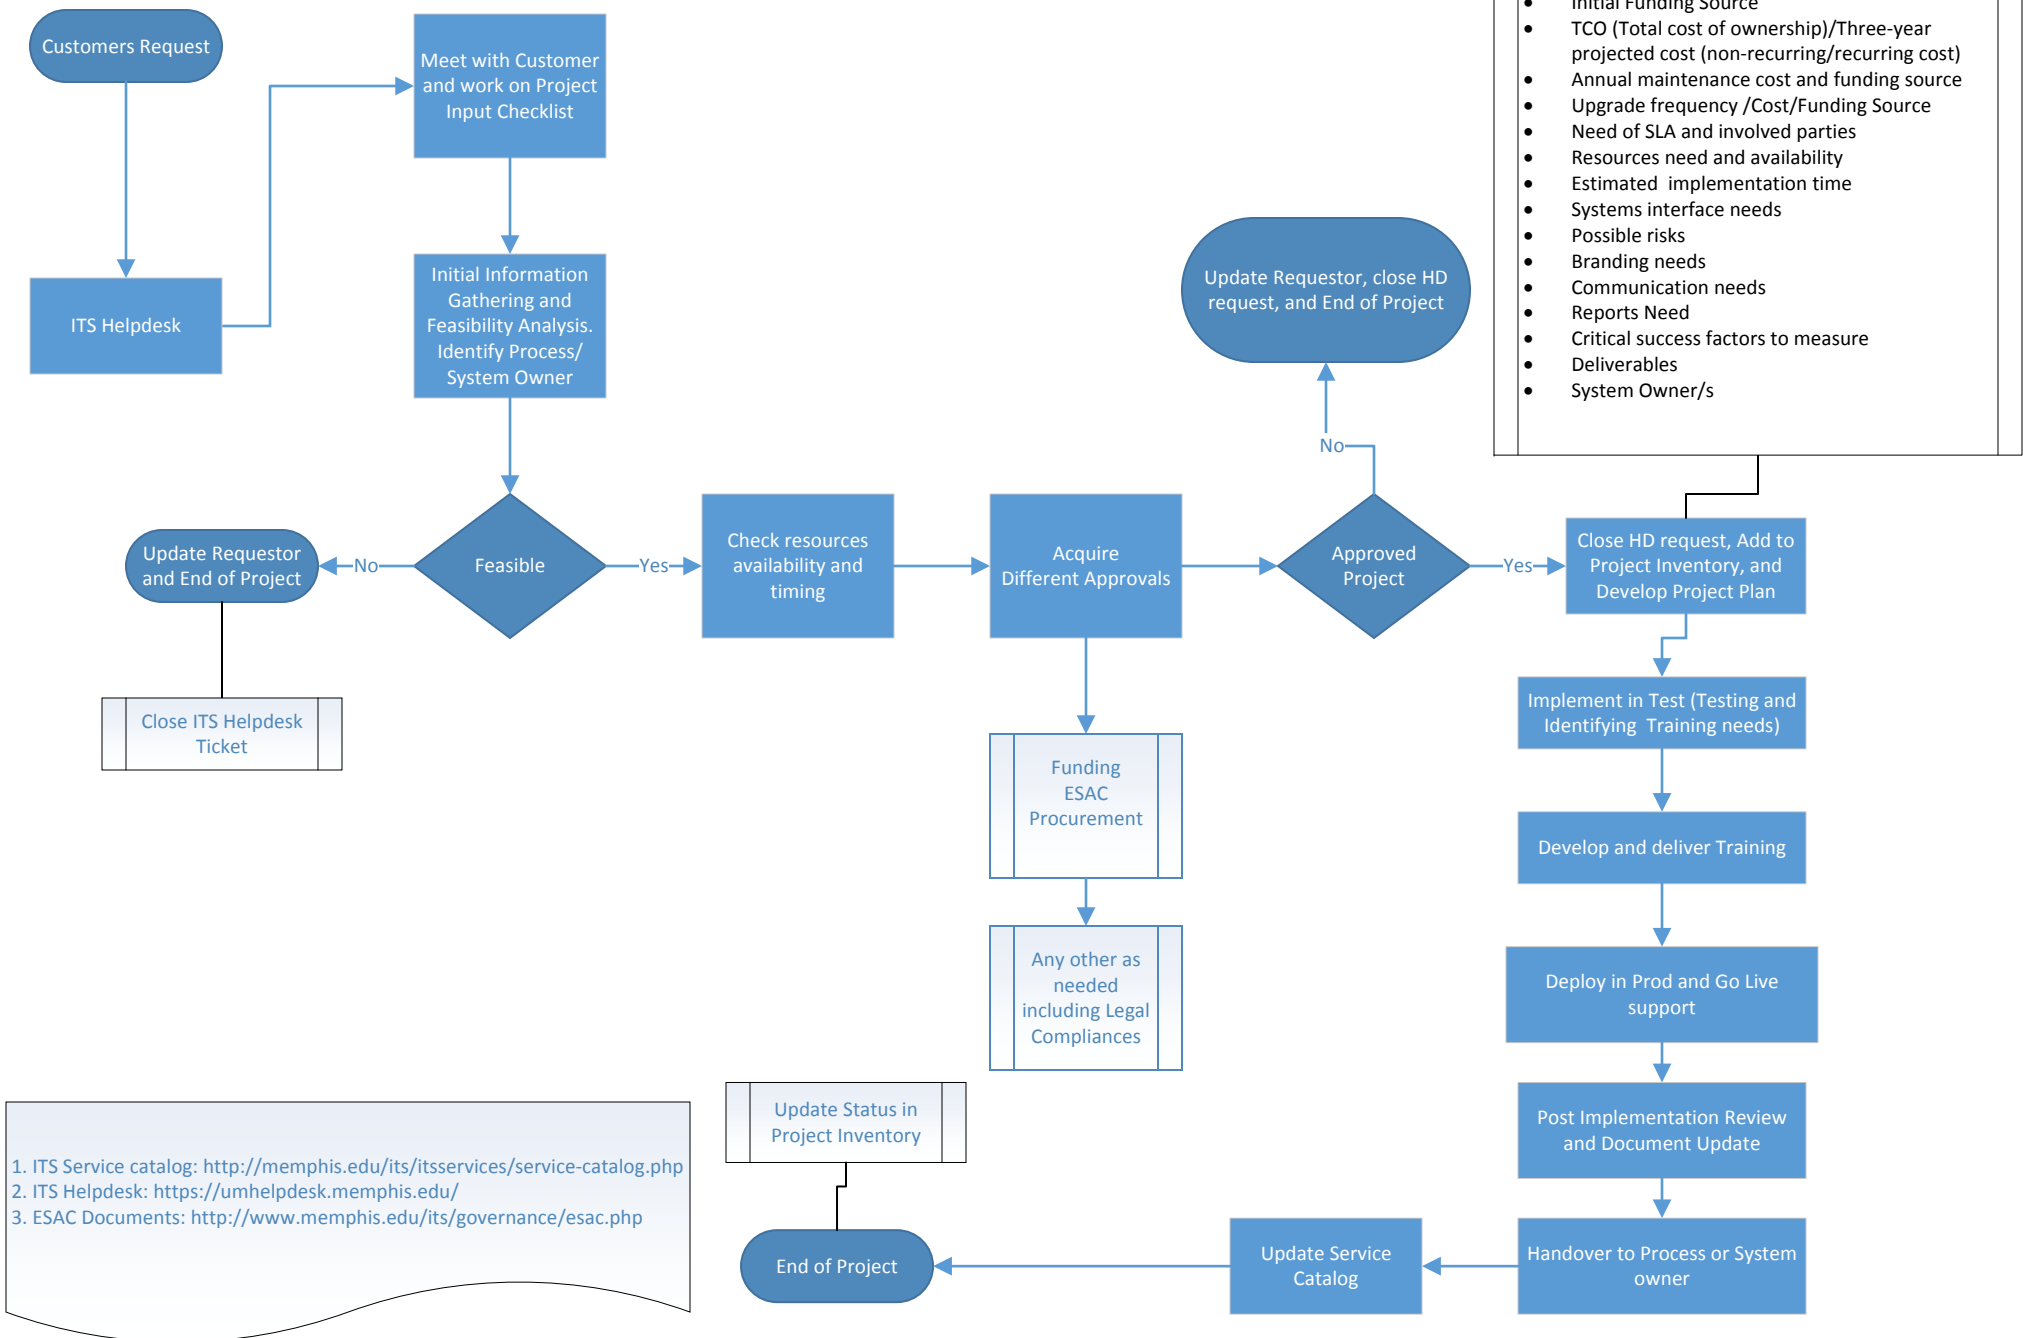 Customers Request
ITS Helpdesk
Meet with Customer
and work on Project
Input Checklist
Initial Information
Gathering and
Feasibility Analysis.
Identify Process/
System Owner
Feasible
No
Update Requestor
and End of Project
Close ITS Helpdesk
Ticket
Yes
Check resources
availability and
timing
Acquire
Different Approvals
Funding
ESAC
Procurement
Any other as
needed
including Legal
Compliances
Approved
Project
No
Update Requestor, close HD
request, and End of Project
Yes
Close HD request, Add to
Project Inventory, and
Develop Project Plan
• Initial Funding Source
• TCO (Total cost of ownership)/Three-year
projected cost (non-recurring/recurring cost)
• Annual maintenance cost and funding source
• Upgrade frequency /Cost/Funding Source
• Need of SLA and involved parties
• Resources need and availability
• Estimated  implementation time
• Systems interface needs
• Possible risks
• Branding needs
• Communication needs
• Reports Need
• Critical success factors to measure
• Deliverables
• System Owner/s
Implement in Test (Testing and
Identifying  Training needs)
Develop and deliver Training
Deploy in Prod and Go Live
support
Post Implementation Review
and Document Update
Handover to Process or System
owner
Update Service
Catalog
End of Project
Update Status in
Project Inventory
1. ITS Service catalog: http://memphis.edu/its/itsservices/service-catalog.php
2. ITS Helpdesk: https://umhelpdesk.memphis.edu/
3. ESAC Documents: http://www.memphis.edu/its/governance/esac.php